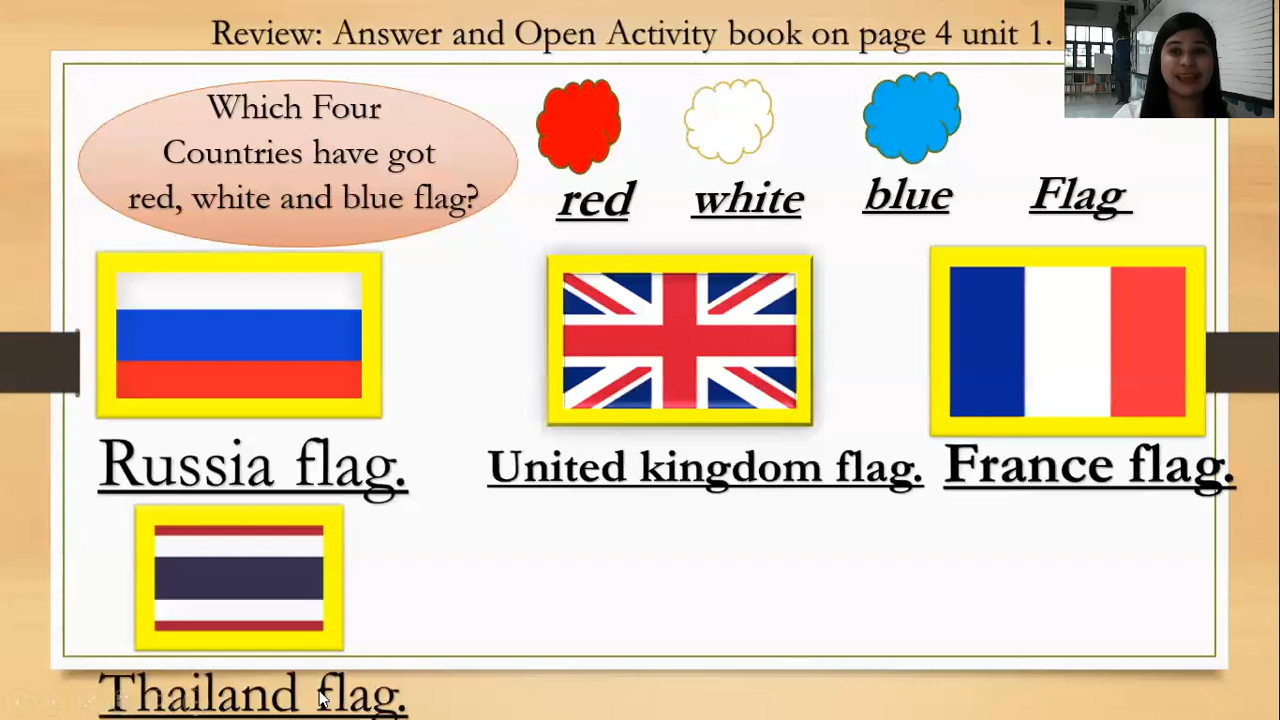 Review: Answer and Open Activity book on page 4 unit 1.
Which Four
Countries have got
red, white and blue flag?
red white blue Flag
Russia flag. United kingdom flag. France flag.
Thailand flag.